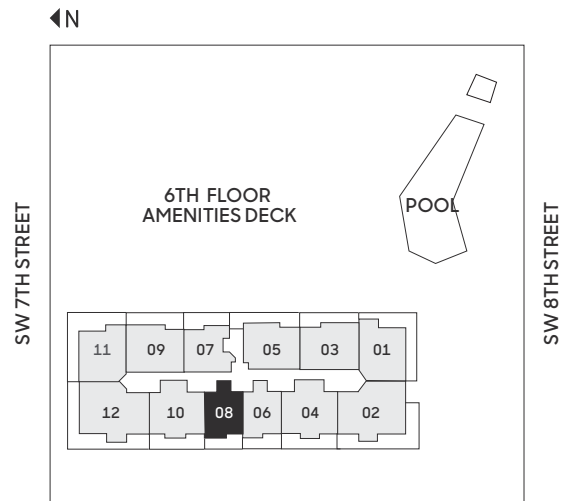 N
6TH FLOOR
AMENITIES DECK
POOL
SW 7TH STREET
SW 8TH STREET
11 09 07 05 03 01
12 10 08 06 04 02